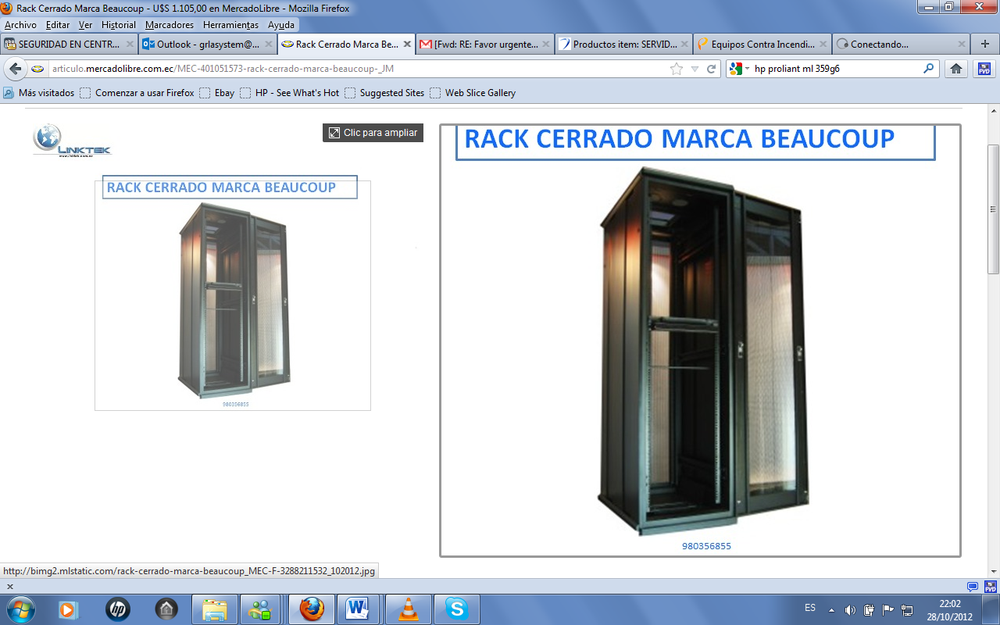 Rack Cerrado Marca Beaucoup - U$S 1.105,00 en MercadoLibre - Mozilla Firefox
Archivo Editar Ver Historial Marcadores Herramientas Ayuda
SEGURIDAD EN CENTR... Outlook - grlasystem@... Rack Cerrado Marca Be... [Fwd: RE: Favor urgente... Productos item: SERVID... Equipos Contra Incendi... Conectando...
articulo.mercadolibre.com.ec/MEC-401051573-rack-cerrado-marca-beaucoup-_JM hp proliant ml 359g6
Más visitados Comenzar a usar Firefox Ebay HP - See What's Hot Suggested Sites Web Slice Gallery
LINKTEK
Clic para ampliar
RACK CERRADO MARCA BEAUCOUP
980356855
RACK CERRADO MARCA BEAUCOUP
980356855
http://bimg2.mlstatic.com/rack-cerrado-marca-beaucoup_MEC-F-3288211532_102012.jpg
ES
22:02
28/10/2012